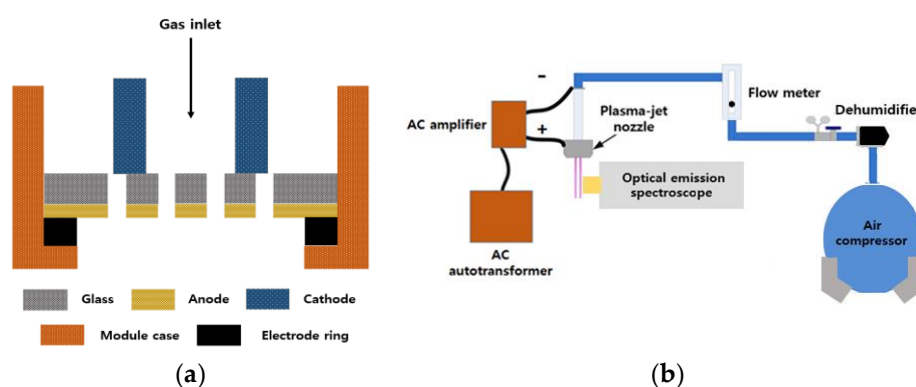 Gas inlet
Glass
Anode
Cathode
Module case
Electrode ring
(a)
−
+
AC amplifier
Plasma-jet
nozzle
Flow meter
Dehumidifier
Optical emission
spectroscope
AC
autotransformer
Air
compressor
(b)